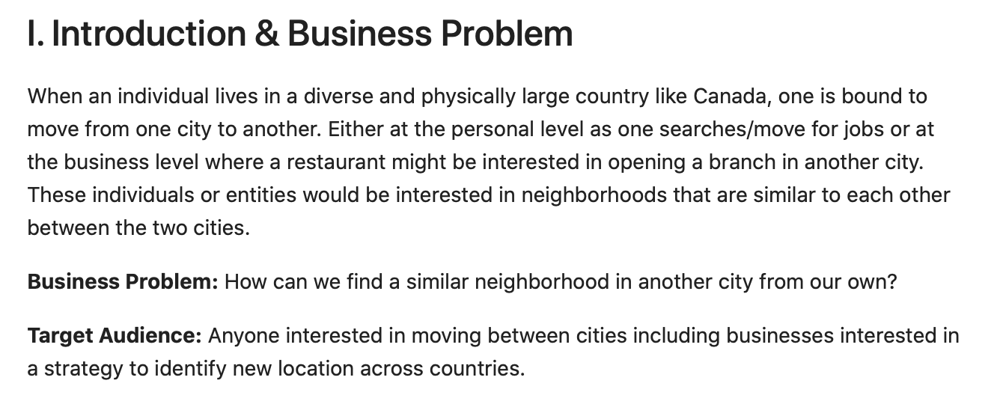 I. Introduction & Business Problem
When an individual lives in a diverse and physically large country like Canada, one is bound to
move from one city to another. Either at the personal level as one searches/move for jobs or at
the business level where a restaurant might be interested in opening a branch in another city.
These individuals or entities would be interested in neighborhoods that are similar to each other
between the two cities.
Business Problem: How can we find a similar neighborhood in another city from our own?
Target Audience: Anyone interested in moving between cities including businesses interested in
a strategy to identify new location across countries.